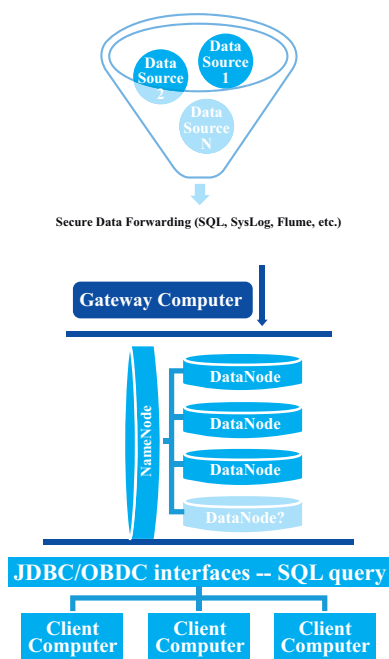 Data
Source
1
Data
Source
2
Data
Source
N
Secure Data Forwarding (SQL, SysLog, Flume, etc.)
Gateway Computer
NameNode
DataNode
DataNode
DataNode
DataNode?
JDBC/OBDC interfaces -- SQL query
Client
Computer
Client
Computer
Client
Computer